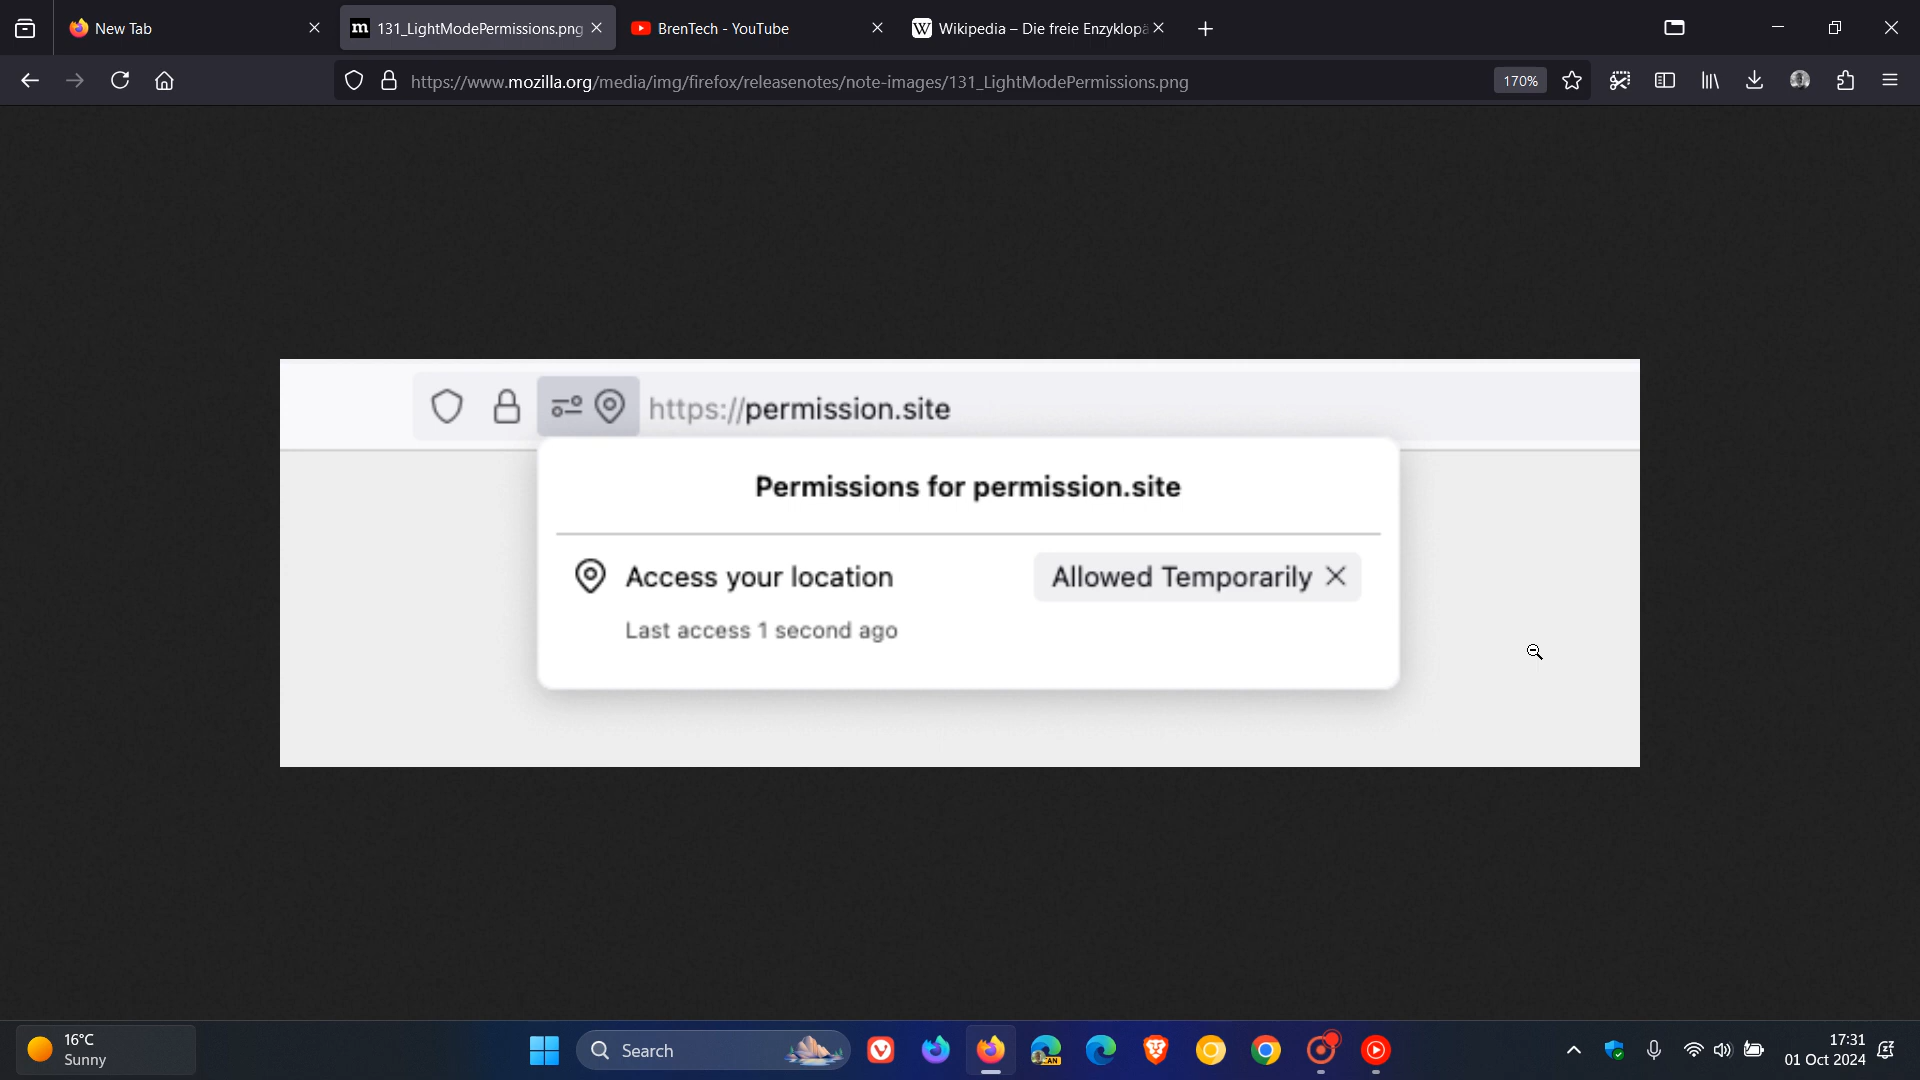 New Tab
131_LightModePermissions.png
BrenTech - YouTube
Wikipedia – Die freie Enzyklopä
https://www.mozilla.org/media/img/firefox/releasenotes/note-images/131_LightModePermissions.png
170%
https://permission.site
Permissions for permission.site
Access your location
Allowed Temporarily
Last access 1 second ago
16°C
Sunny
Search
CAN
17:31
01 Oct 2024